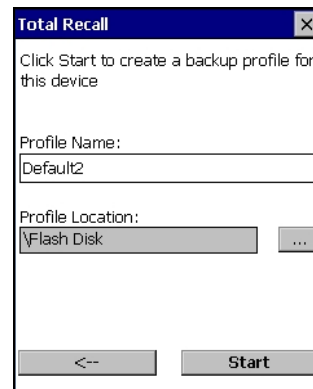 Total Recall
Click Start to create a backup profile for
this device
Profile Name:
Default2
Profile Location:
\Flash Disk
...
<--
Start